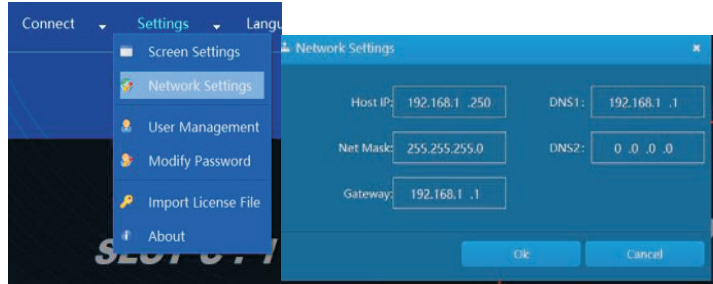 Connect Settings Langu
Screen Settings
Network Settings
User Management
Modify Password
Import License File
About
Network Settings
Host IP: 192.168.1 .250 DNS1: 192.168.1 .1
Net Mask: 255.255.255.0 DNS2: 0 .0 .0 .0
Gateway: 192.168.1 .1
Ok Cancel